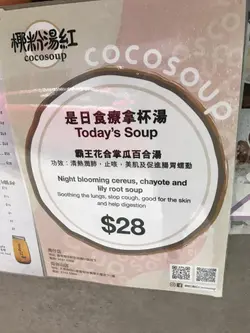 椰粉湯紅
cocosoup
COCOSOUP
是日食療拿杯湯
Today's Soup
霸王花合掌瓜百合湯
功效：清熱潤肺．止咳．美肌及促進腸胃蠕動
Night blooming cereus, chayote and
lily root soup
Soothing the lungs, stop cough, good for the skin
and help digestion
$28